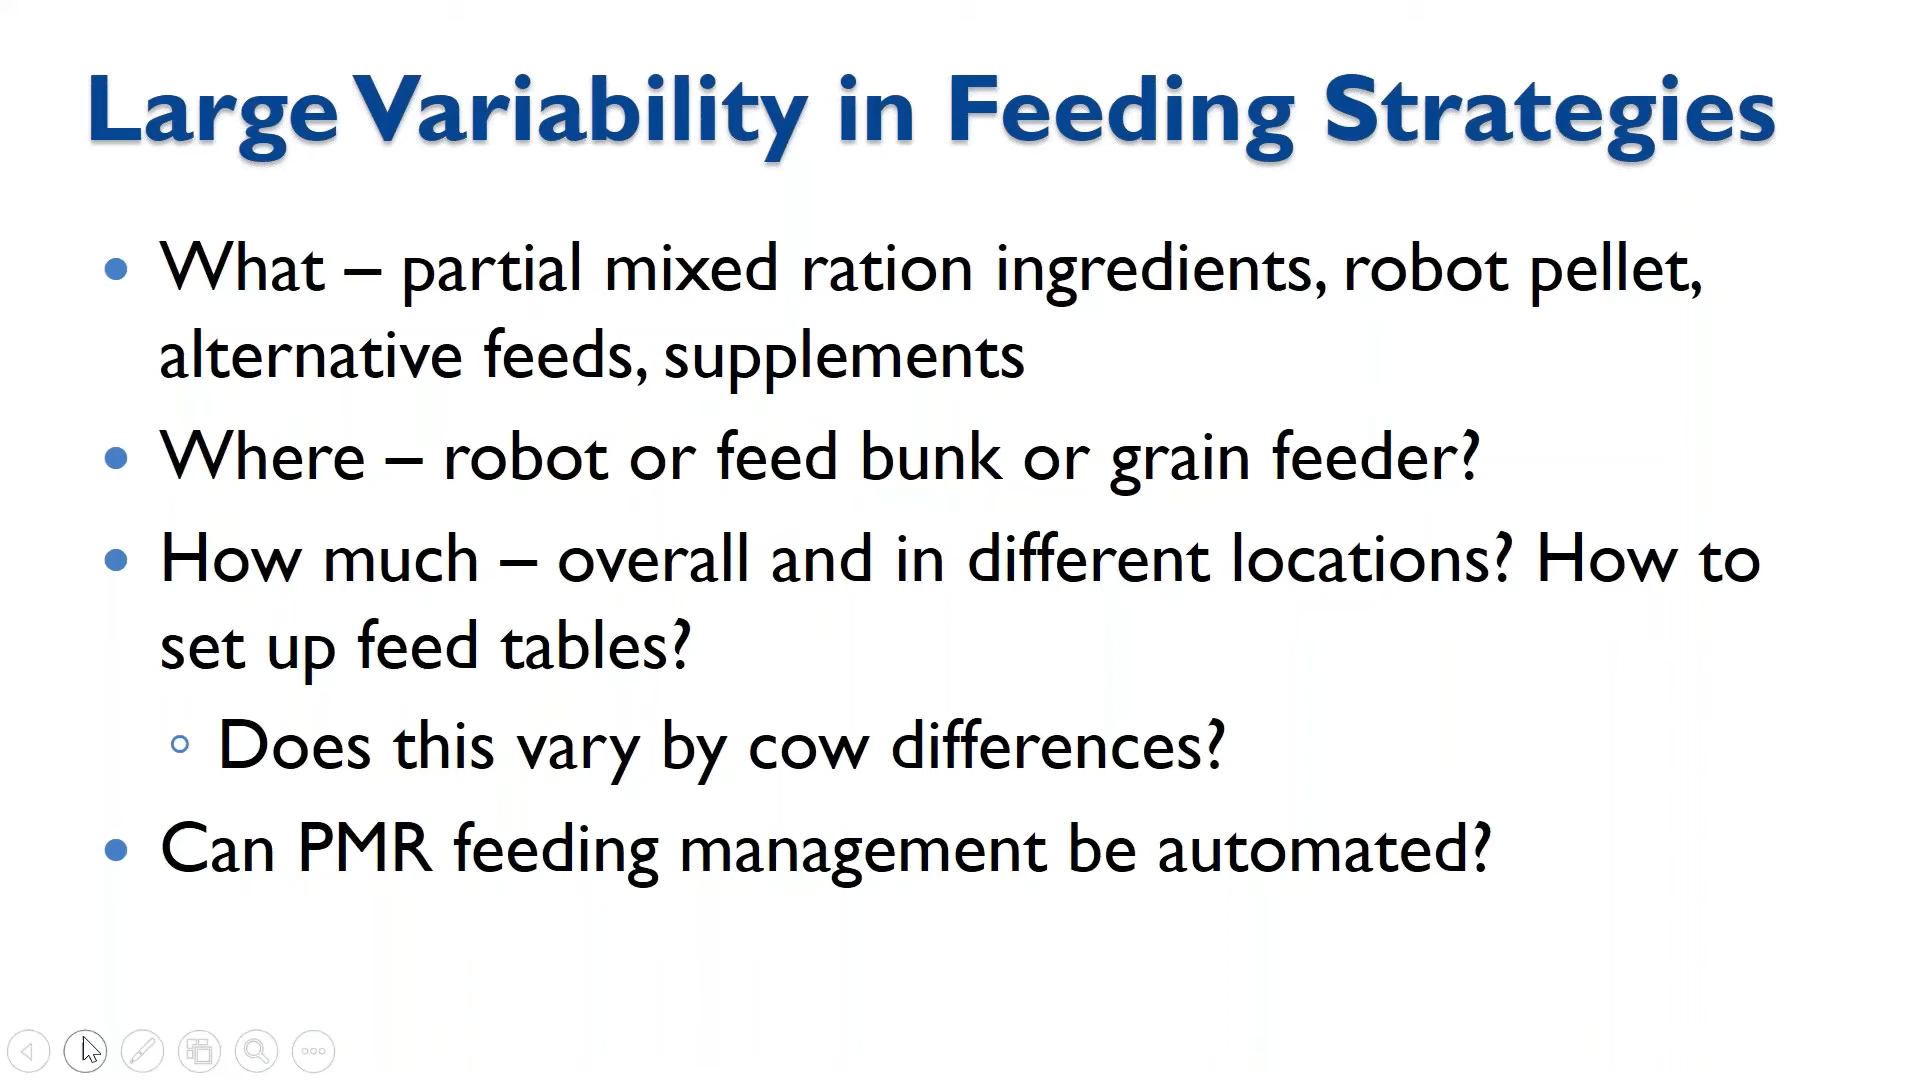 Large Variability in Feeding Strategies
• What – partial mixed ration ingredients, robot pellet,
alternative feeds, supplements
• Where – robot or feed bunk or grain feeder?
• How much – overall and in different locations? How to
set up feed tables?
◦ Does this vary by cow differences?
• Can PMR feeding management be automated?